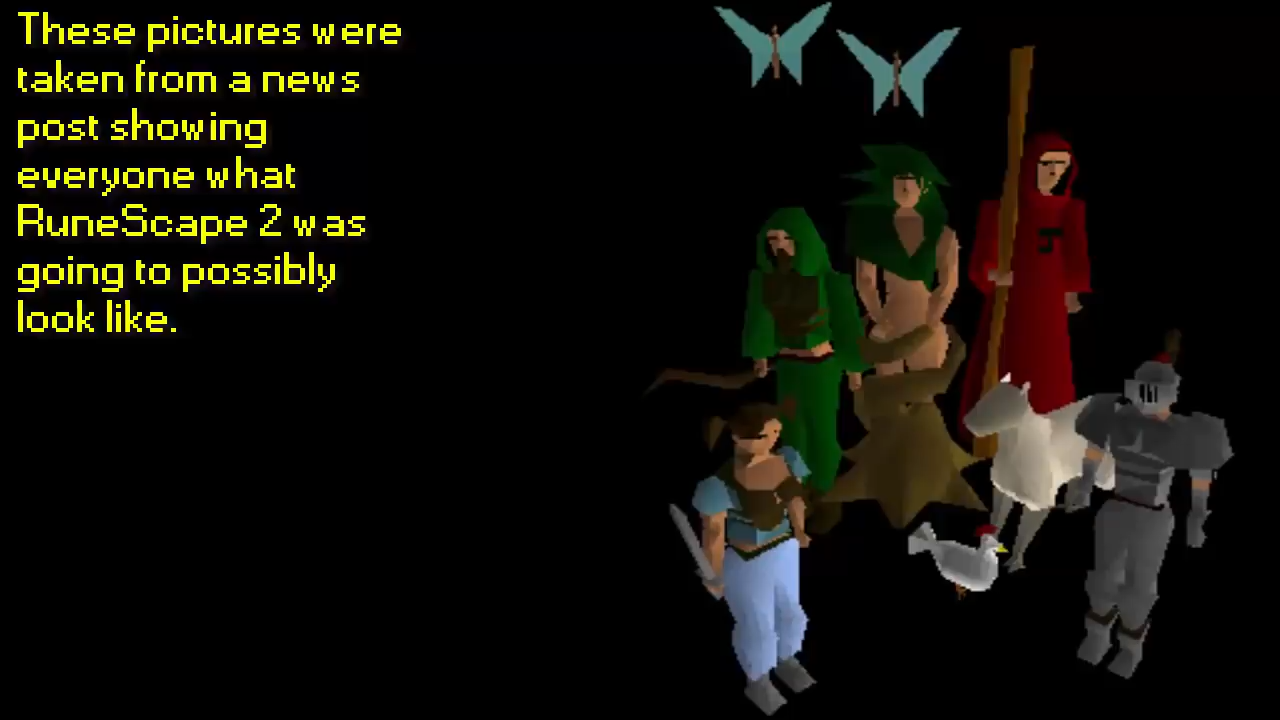 These pictures were
taken from a news
post showing
everyone what
RuneScape 2 was
going to possibly
look like.